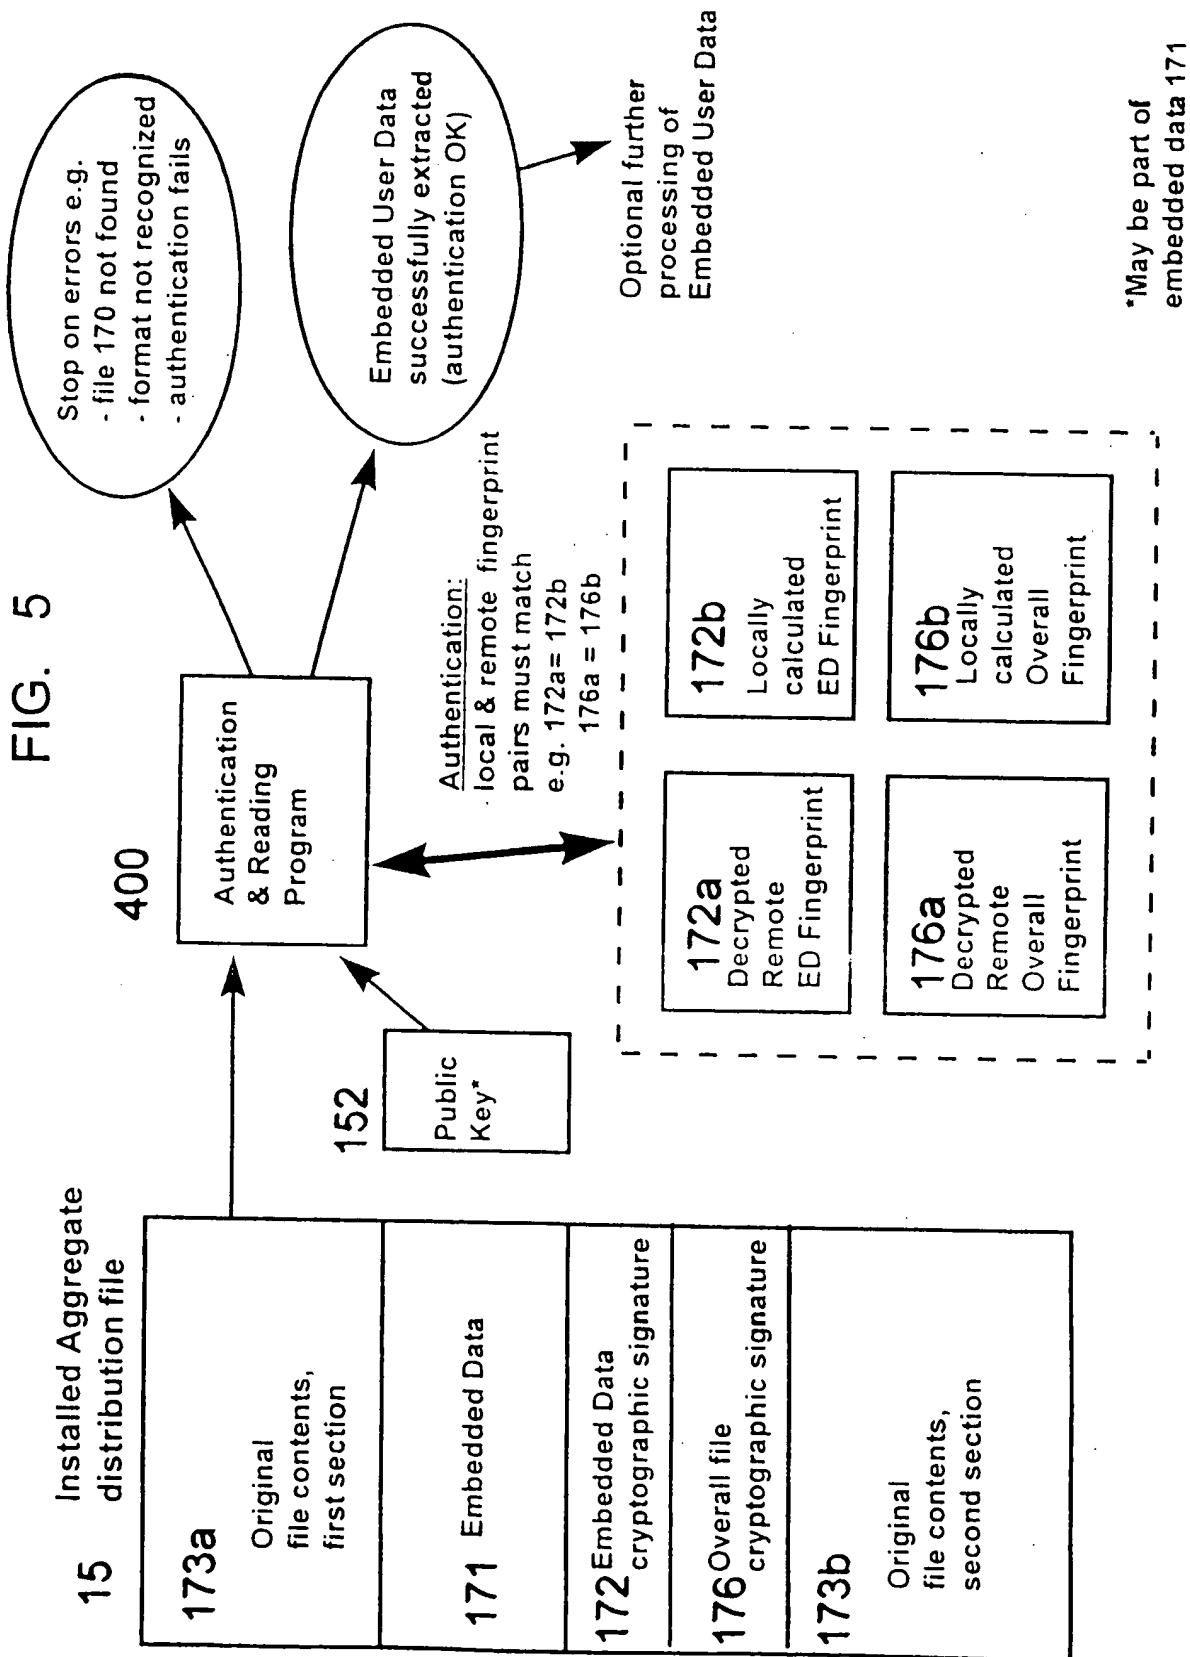 FIG. 5
15
Installed Aggregate
distribution file
173a
Original
file contents,
first section
171 Embedded Data
172 Embedded Data
cryptographic signature
176 Overall file
cryptographic signature
173b
Original
file contents,
second section
152
Public
Key*
400
Authentication
& Reading
Program
Stop on errors e.g.
- file 170 not found
- format not recognized
- authentication fails
Embedded User Data
successfully extracted
(authentication OK)
Optional further
processing of
Embedded User Data
Authentication:
local & remote fingerprint
pairs must match
e.g. 172a= 172b
176a = 176b
172a
Decrypted
Remote
ED Fingerprint
172b
Locally
calculated
ED Fingerprint
176a
Decrypted
Remote
Overall
Fingerprint
176b
Locally
calculated
Overall
Fingerprint
*May be part of
embedded data 171